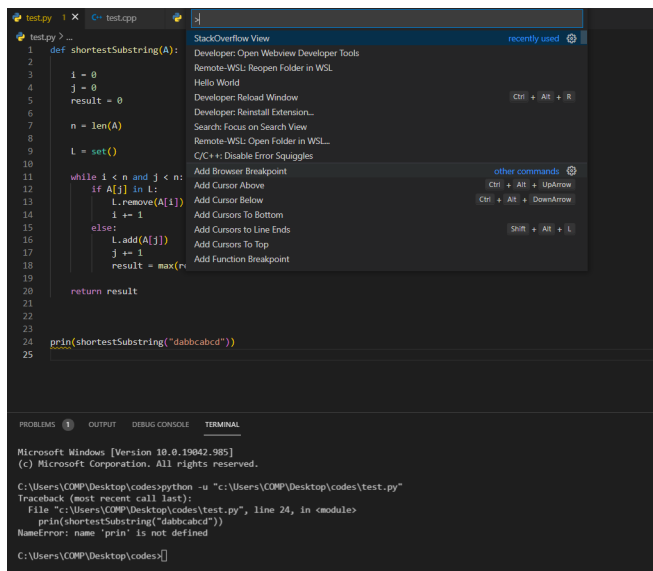 test.py 1 × C++ test.cpp
>
test.py > ...
StackOverflow View recently used
Developer: Open Webview Developer Tools
Remote-WSL: Reopen Folder in WSL
Hello World
Developer: Reload Window Ctrl + Alt + R
Developer: Reinstall Extension...
Search: Focus on Search View
Remote-WSL: Open Folder in WSL...
C/C++: Disable Error Squiggles
Add Browser Breakpoint other commands
Add Cursor Above Ctrl + Alt + UpArrow
Add Cursor Below Ctrl + Alt + DownArrow
Add Cursors To Bottom
Add Cursors to Line Ends Shift + Alt + L
Add Cursors To Top
Add Function Breakpoint
1 def shortestSubstring(A):
2
3 i = 0
4 j = 0
5 result = 0
6
7 n = len(A)
8
9 L = set()
10
11 while i < n and j < n:
12 if A[j] in L:
13 L.remove(A[i])
14 i += 1
15 else:
16 L.add(A[j])
17 j += 1
18 result = max(r
19
20 return result
21
22
23
24 prin(shortestSubstring("dabbcabcd"))
25
PROBLEMS 1 OUTPUT DEBUG CONSOLE TERMINAL
Microsoft Windows [Version 10.0.19042.985]
(c) Microsoft Corporation. All rights reserved.
C:\Users\COMP\Desktop\codes>python -u "c:\Users\COMP\Desktop\codes\test.py"
Traceback (most recent call last):
File "c:\Users\COMP\Desktop\codes\test.py", line 24, in <module>
prin(shortestSubstring("dabbcabcd"))
NameError: name 'prin' is not defined
C:\Users\COMP\Desktop\codes>